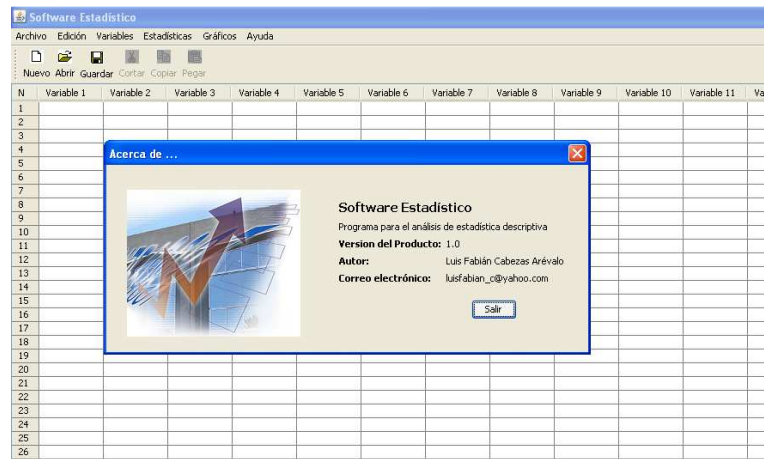 Software Estadístico
Archivo Edición Variables Estadísticas Gráficos Ayuda
Nuevo Abrir Guardar Cortar Copiar Pegar
N Variable 1 Variable 2 Variable 3 Variable 4 Variable 5 Variable 6 Variable 7 Variable 8 Variable 9 Variable 10 Variable 11 Va
1
2
3
4
5
6
7
8
9
10
11
12
13
14
15
16
17
18
19
20
21
22
23
24
25
26
Acerca de ...
Software Estadístico
Programa para el análisis de estadística descriptiva
Version del Producto: 1.0
Autor: Luis Fabián Cabezas Arévalo
Correo electrónico: luisfabian_c@yahoo.com
Salir